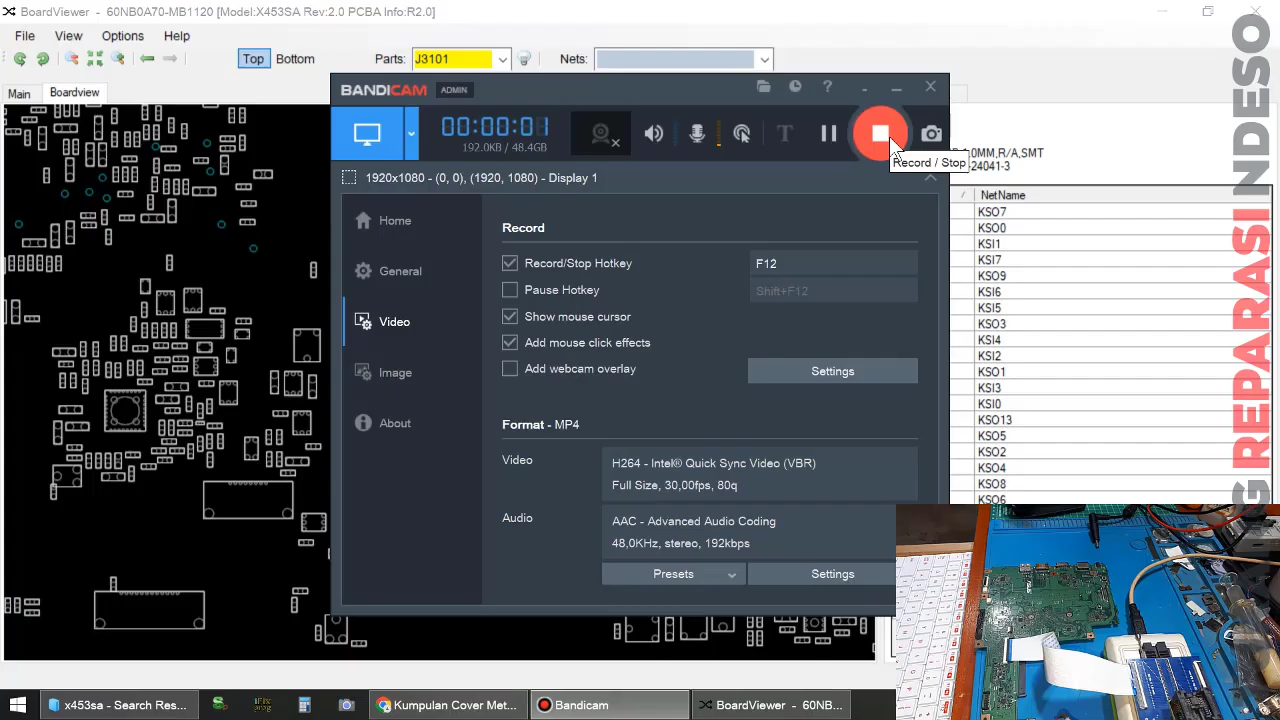 BoardViewer - 60NB0A70-MB1120 [Model:X453SA Rev:2.0 PCBA Info:R2.0]
File View Options Help
Top Bottom Parts: J3101 Nets:
Main Boardview
BANDICAM ADMIN
00:00:01
192.0KB / 48.4GB
Record / Stop
1920x1080 - (0, 0), (1920, 1080) - Display 1
Home
General
Video
Image
About
Record
Record/Stop Hotkey F12
Pause Hotkey Shift+F12
Show mouse cursor
Add mouse click effects
Add webcam overlay
Settings
Format - MP4
Video H264 - Intel® Quick Sync Video (VBR)
Full Size, 30,00fps, 80q
Audio AAC - Advanced Audio Coding
48,0KHz, stereo, 192kbps
Presets Settings
0MM,R/A,SMT
-24041-3
/ NetName
KSO7
KSO0
KSI1
KSI7
KSO9
KSI6
KSI5
KSO3
KSI4
KSI2
KSO1
KSI3
KSI0
KSO13
KSO5
KSO2
KSO4
KSO8
KSO6
G REPARASI INDESO
x453sa - Search Res... Kumpulan Cover Met... Bandicam BoardViewer - 60NB...